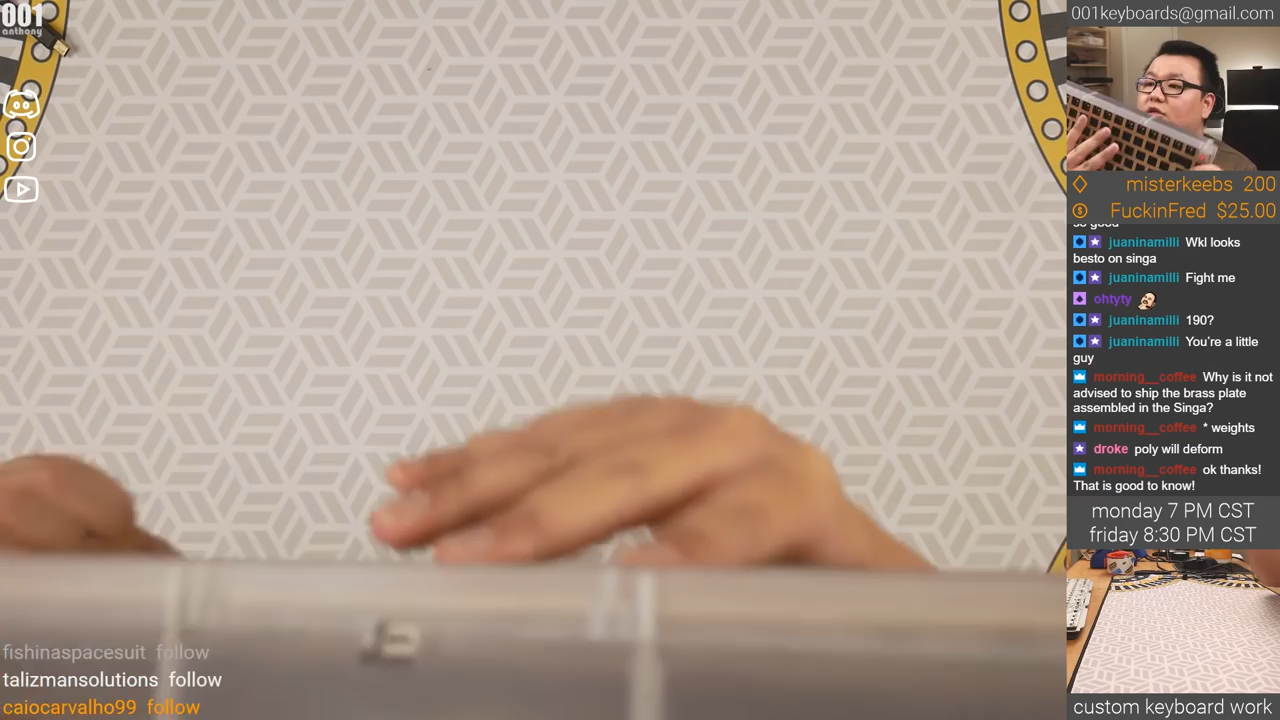 001
anthony
001keyboards@gmail.com
misterkeebs 200
FuckinFred $25.00
so good
juaninamilli Wkl looks
besto on singa
juaninamilli Fight me
ohtyty
juaninamilli 190?
juaninamilli You're a little
guy
morning__coffee Why is it not
advised to ship the brass plate
assembled in the Singa?
morning__coffee * weights
droke poly will deform
morning__coffee ok thanks!
That is good to know!
monday 7 PM CST
friday 8:30 PM CST
fishinaspacesuit follow
talizmansolutions follow
caiocarvalho99 follow
custom keyboard work